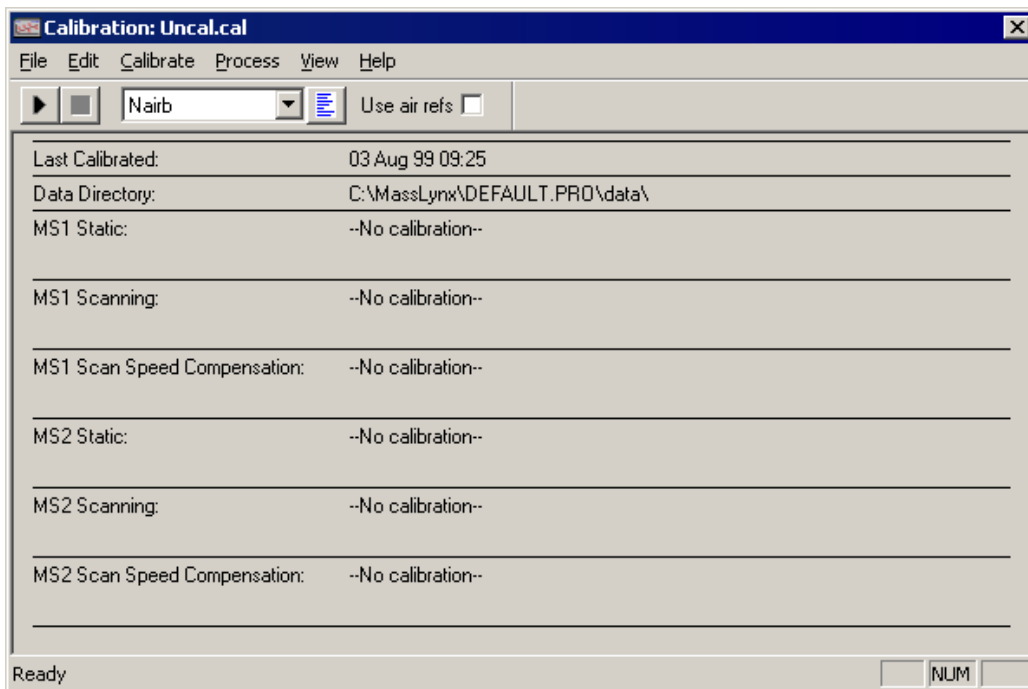 Calibration: Uncal.cal
File Edit Calibrate Process View Help
Nairb Use air refs
Last Calibrated: 03 Aug 99 09:25
Data Directory: C:\MassLynx\DEFAULT.PRO\data\
MS1 Static: --No calibration--
MS1 Scanning: --No calibration--
MS1 Scan Speed Compensation: --No calibration--
MS2 Static: --No calibration--
MS2 Scanning: --No calibration--
MS2 Scan Speed Compensation: --No calibration--
Ready NUM